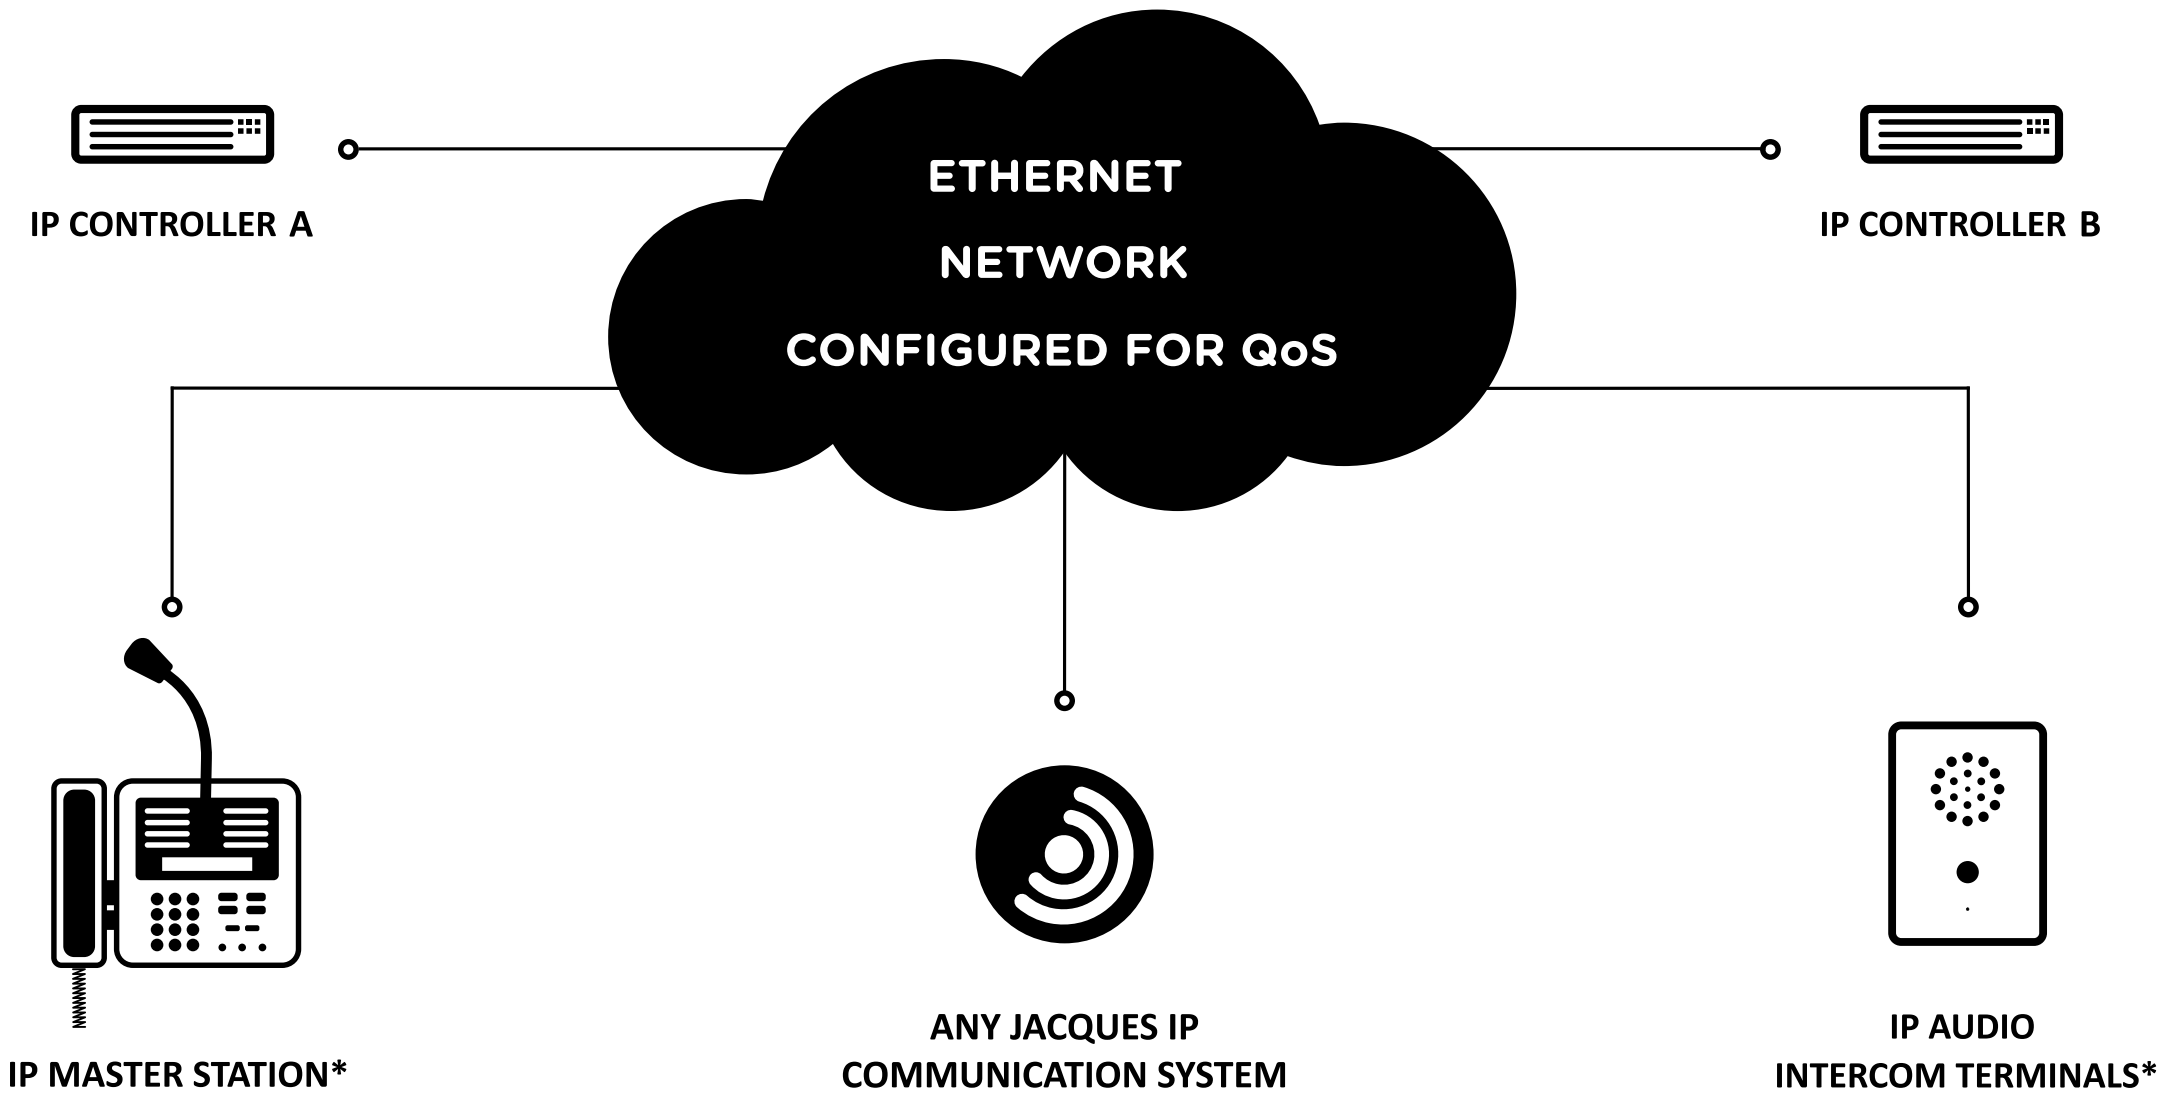 ETHERNET
NETWORK
CONFIGURED FOR QoS
IP CONTROLLER A
IP CONTROLLER B
IP MASTER STATION*
ANY JACQUES IP
COMMUNICATION SYSTEM
IP AUDIO
INTERCOM TERMINALS*